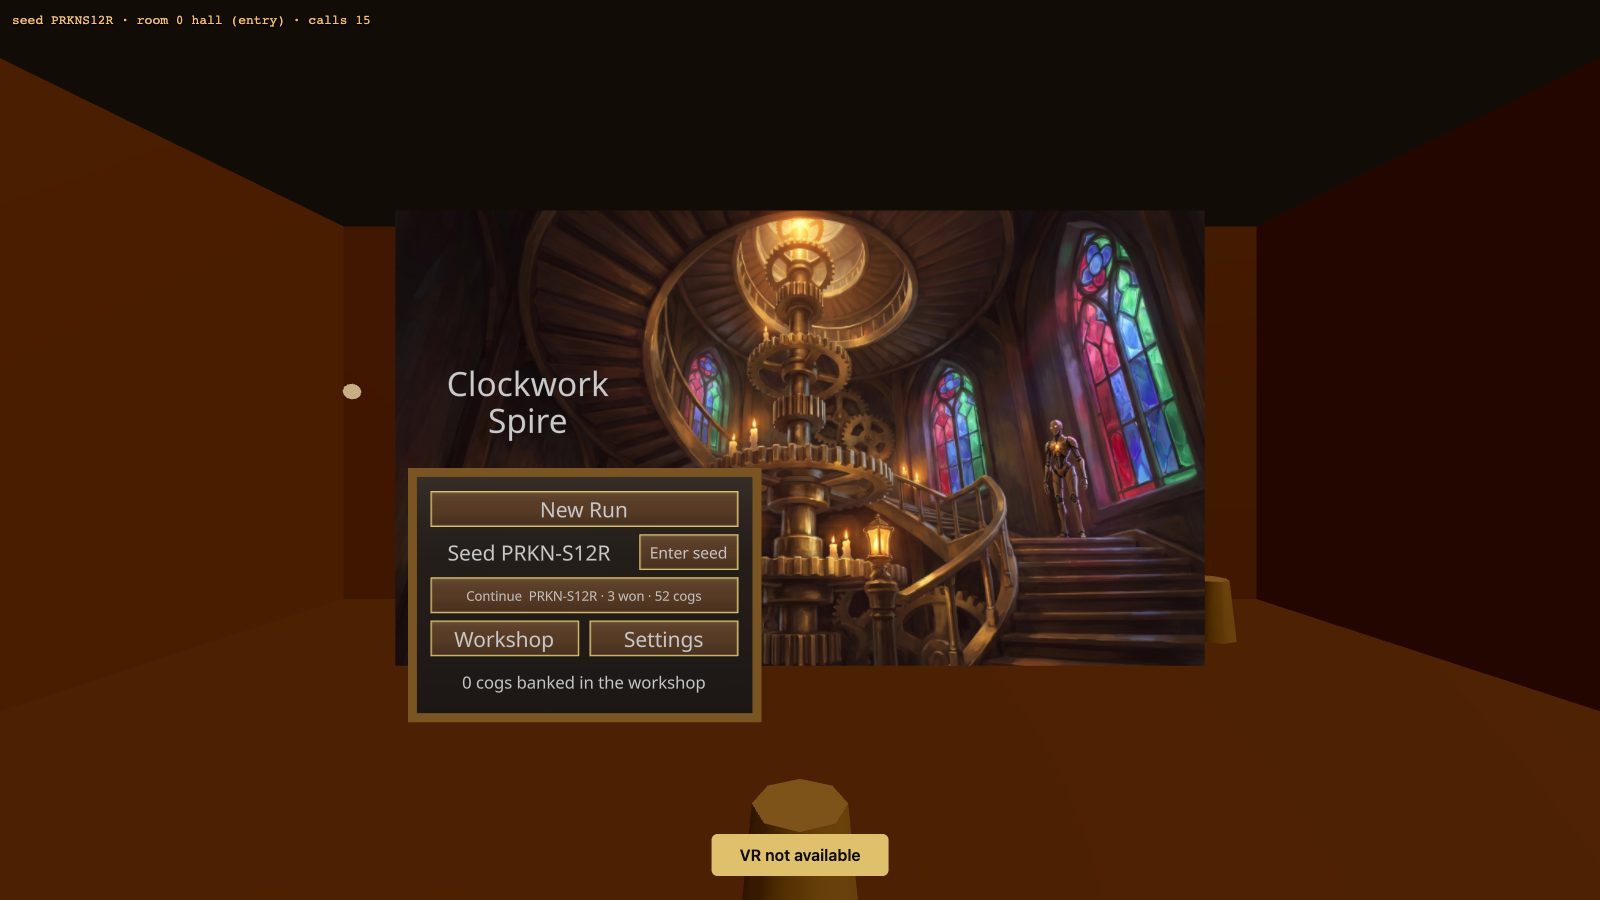 seed PRKNS12R · room 0 hall (entry) · calls 15
Clockwork
Spire
New Run
Seed PRKN-S12R
Enter seed
Continue PRKN-S12R · 3 won · 52 cogs
Workshop
Settings
0 cogs banked in the workshop
VR not available